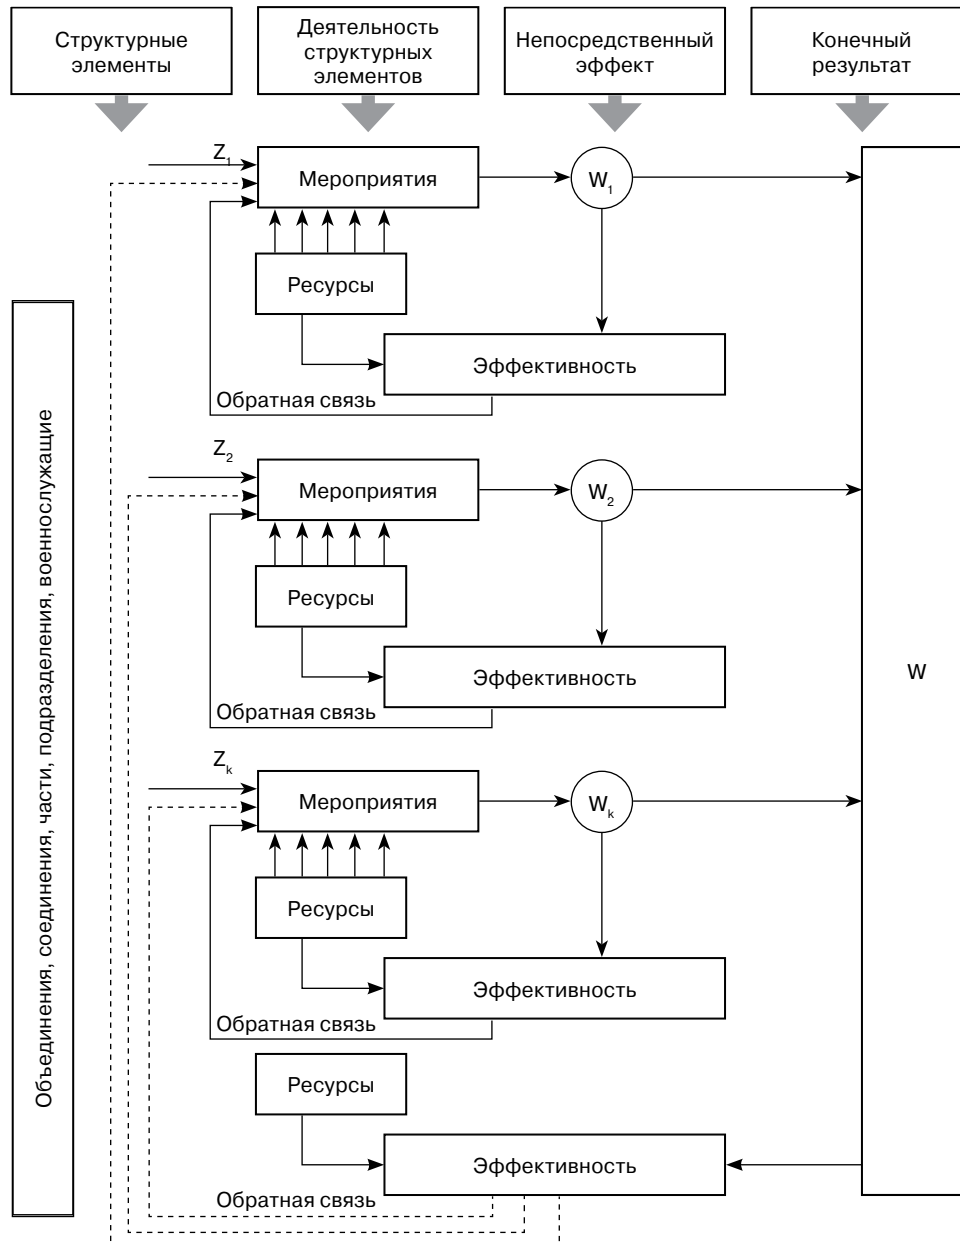 Структурные
элементы
Деятельность
структурных
элементов
Непосредственный
эффект
Конечный
результат
Объединения, соединения, части, подразделения, военнослужащие
Z₁
Мероприятия
W₁
Ресурсы
Эффективность
Обратная связь
Z₂
Мероприятия
W₂
Ресурсы
Эффективность
Обратная связь
W
Zₖ
Мероприятия
Wₖ
Ресурсы
Эффективность
Обратная связь
Ресурсы
Эффективность
Обратная связь